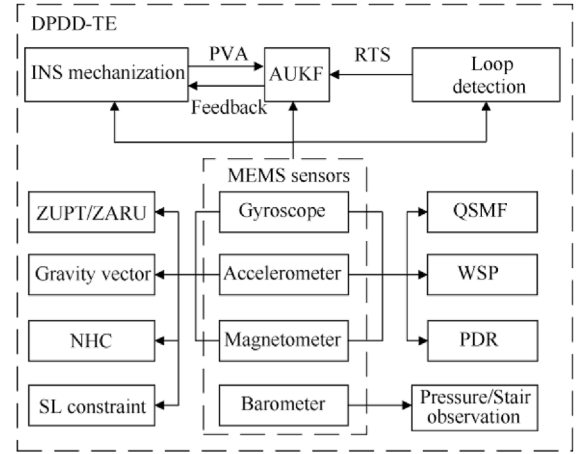 DPDD-TE
INS mechanization
PVA
Feedback
AUKF
RTS
Loop
detection
MEMS sensors
ZUPT/ZARU
Gyroscope
QSMF
Gravity vector
Accelerometer
WSP
NHC
Magnetometer
PDR
SL constraint
Barometer
Pressure/Stair
observation